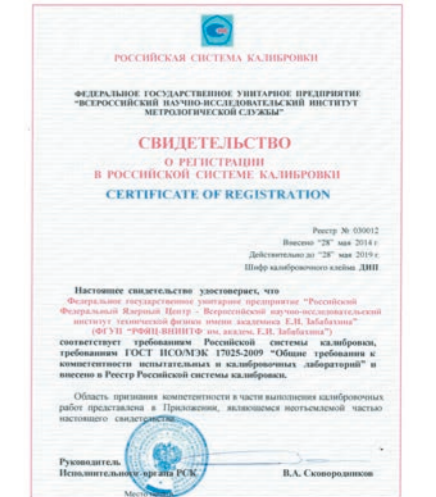 РОССИЙСКАЯ СИСТЕМА КАЛИБРОВКИ
ФЕДЕРАЛЬНОЕ ГОСУДАРСТВЕННОЕ УНИТАРНОЕ ПРЕДПРИЯТИЕ
"ВСЕРОССИЙСКИЙ НАУЧНО-ИССЛЕДОВАТЕЛЬСКИЙ ИНСТИТУТ
МЕТРОЛОГИЧЕСКОЙ СЛУЖБЫ"
СВИДЕТЕЛЬСТВО
О РЕГИСТРАЦИИ
В РОССИЙСКОЙ СИСТЕМЕ КАЛИБРОВКИ
CERTIFICATE OF REGISTRATION
Реестр № 030012
Внесено "28" мая 2014 г.
Действительно до "28" мая 2019 г.
Шифр калибровочного клейма ДИП
Настоящее свидетельство удостоверяет, что
Федеральное государственное унитарное предприятие "Российский
Федеральный Ядерный Центр - Всероссийский научно-исследовательский
институт технической физики имени академика Е.И. Забабахина"
(ФГУП "РФЯЦ-ВНИИТФ им. академ. Е.И. Забабахина")
соответствует требованиям Российской системы калибровки,
требованиям ГОСТ ИСО/МЭК 17025-2009 "Общие требования к
компетентности испытательных и калибровочных лабораторий" и
внесено в Реестр Российской системы калибровки.
Область признания компетентности в части выполнения калибровочных
работ представлена в Приложении, являющемся неотъемлемой частью
настоящего свидетельства.
Руководитель
Исполнительного органа РСК
В.А. Сковородников
Место